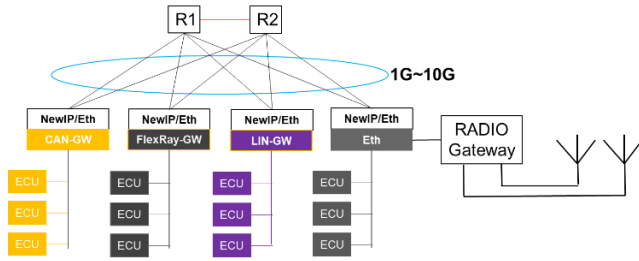 R1
R2
1G~10G
NewIP/Eth
NewIP/Eth
NewIP/Eth
NewIP/Eth
CAN-GW
FlexRay-GW
LIN-GW
Eth
RADIO
Gateway
ECU
ECU
ECU
ECU
ECU
ECU
ECU
ECU
ECU
ECU
ECU
ECU